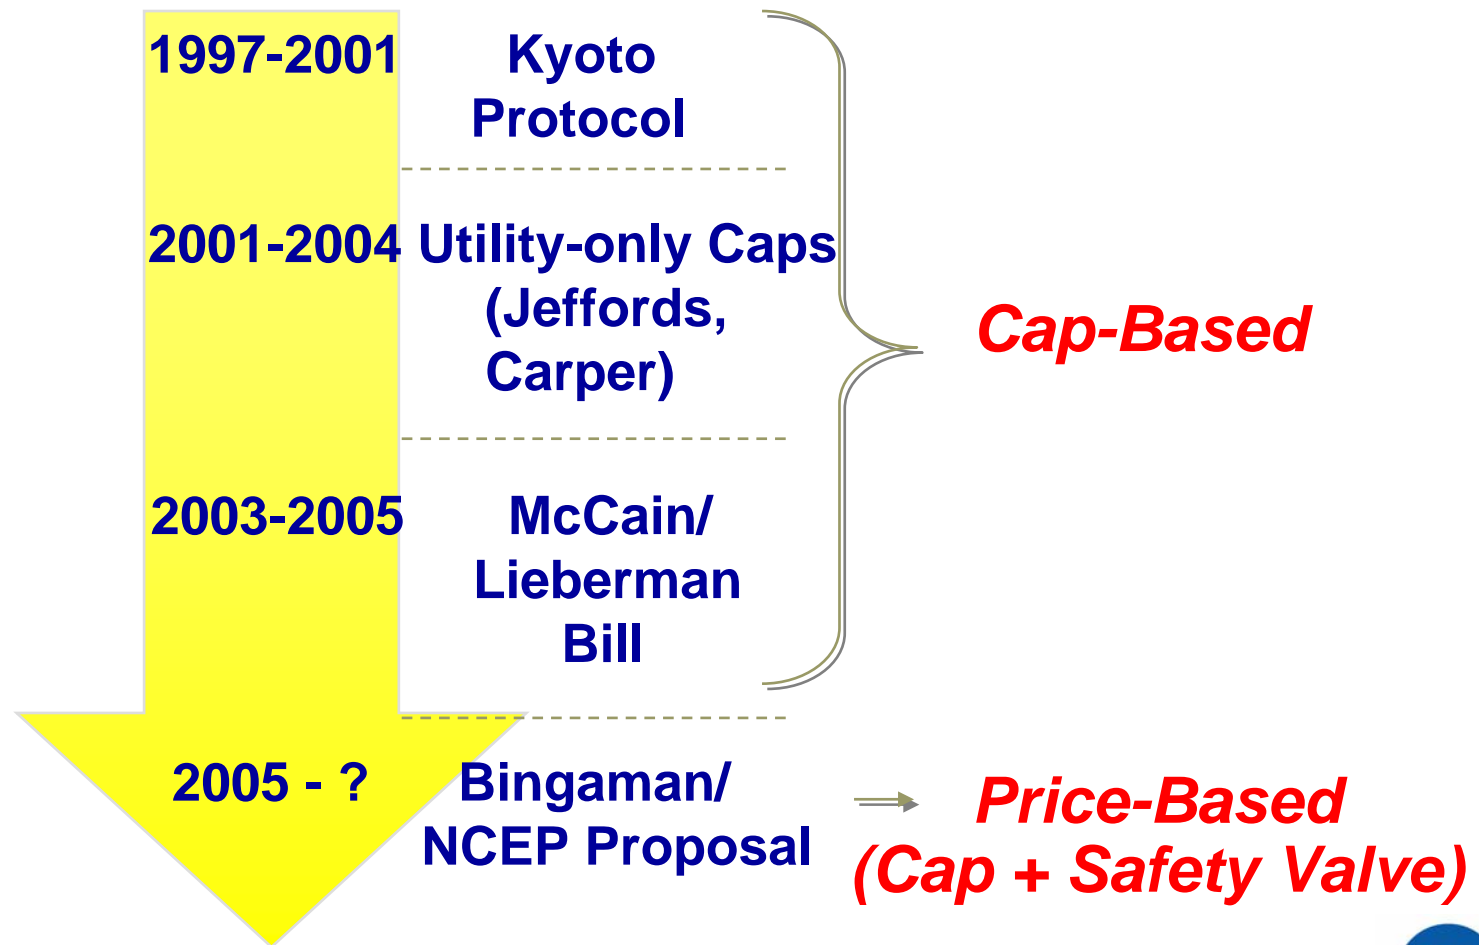 1997-2001 Kyoto
Protocol
2001-2004 Utility-only Caps
(Jeffords,
Carper)
Cap-Based
2003-2005 McCain/
Lieberman
Bill
2005 - ? Bingaman/
NCEP Proposal
Price-Based
(Cap + Safety Valve)